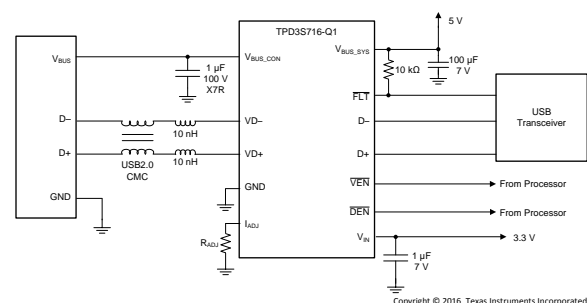 TPD3S716-Q1
5 V
V_BUS
V_BUS_CON
V_BUS_SYS
1 µF
100 V
X7R
10 kΩ
100 µF
7 V
FLT
D–
10 nH
VD–
D–
USB
Transceiver
D+
10 nH
VD+
D+
USB2.0
CMC
GND
GND
VEN
From Processor
DEN
From Processor
I_ADJ
R_ADJ
V_IN
3.3 V
1 µF
7 V
Copyright © 2016, Texas Instruments Incorporated